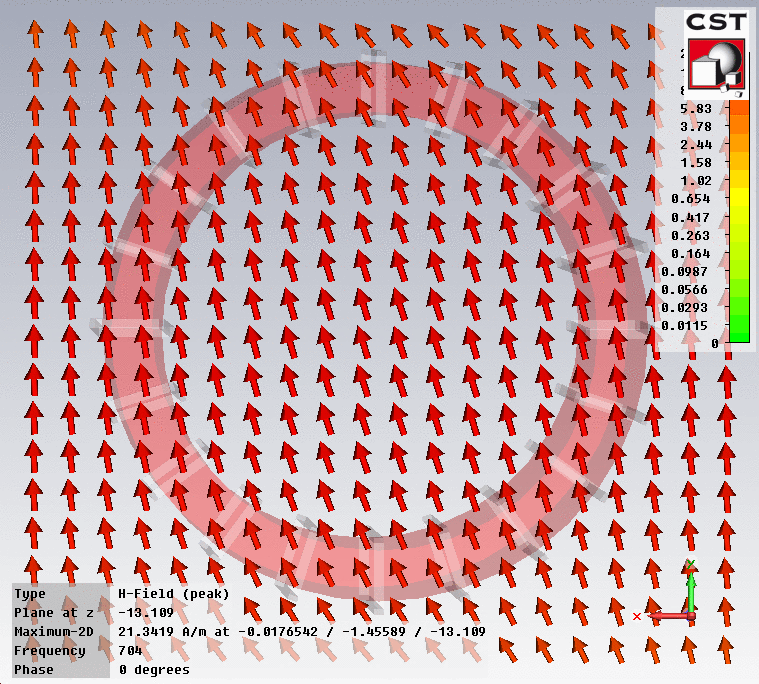 CST
2
8
5.83
3.78
2.44
1.58
1.02
0.654
0.417
0.263
0.164
0.0987
0.0566
0.0293
0.0115
0
Y
x
Type H-Field (peak)
Plane at z -13.109
Maximum-2D 21.3419 A/m at -0.0176542 / -1.45589 / -13.109
Frequency 704
Phase 0 degrees